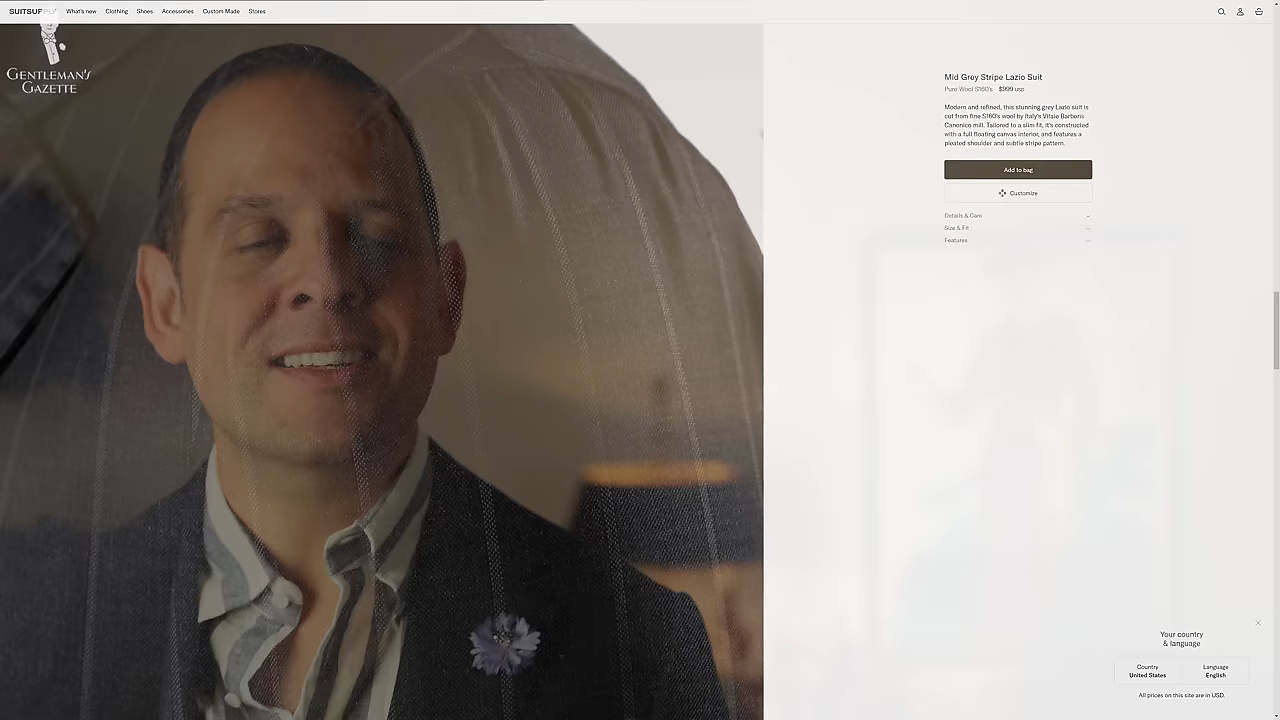 SUITSUPPLY
What's new
Clothing
Shoes
Accessories
Custom Made
Stores
GENTLEMAN'S
GAZETTE
Mid Grey Stripe Lazio Suit
Pure Wool S160's $999 USD
Modern and refined, this stunning grey Lazio suit is
cut from fine S160's wool by Italy's Vitale Barberis
Canonico mill. Tailored to a slim fit, it's constructed
with a full floating canvas interior, and features a
pleated shoulder and subtle stripe pattern.
Add to bag
Customize
Details & Care
Size & Fit
Features
Your country
& language
Country
United States
Language
English
All prices on this site are in USD.